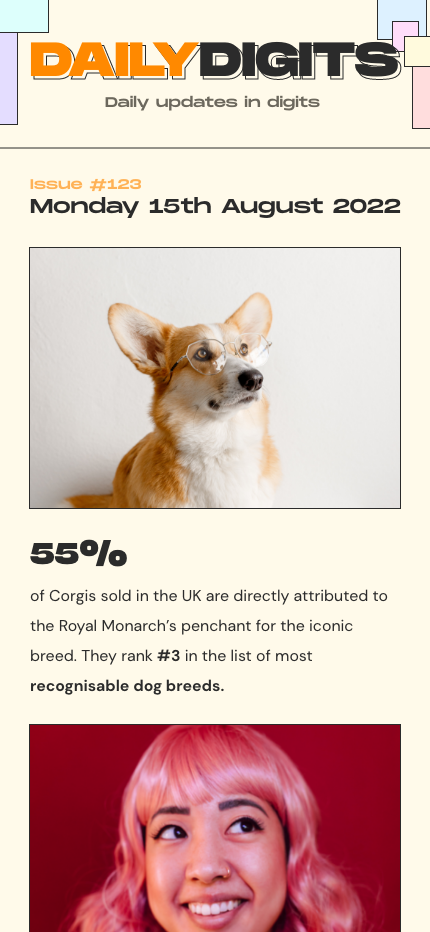 DAILYDIGITS
Daily updates in digits
Issue #123
Monday 15th August 2022
55%
of Corgis sold in the UK are directly attributed to
the Royal Monarch’s penchant for the iconic
breed. They rank #3 in the list of most
recognisable dog breeds.